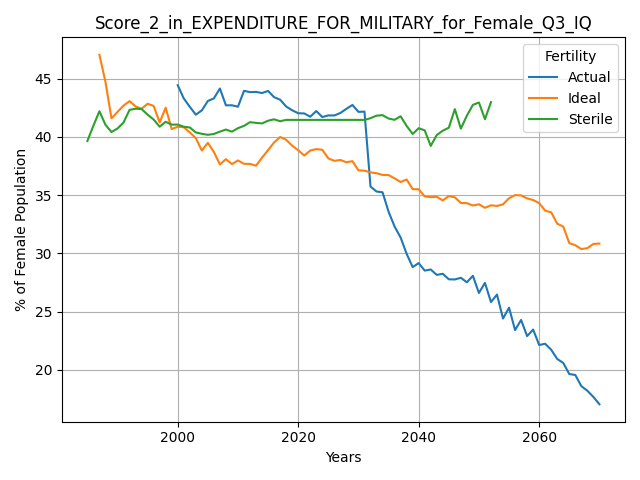 Score_2_in_EXPENDITURE_FOR_MILITARY_for_Female_Q3_IQ
Fertility
Actual
Ideal
Sterile
% of Female Population
45
40
35
30
25
20
2000 2020 2040 2060
Years